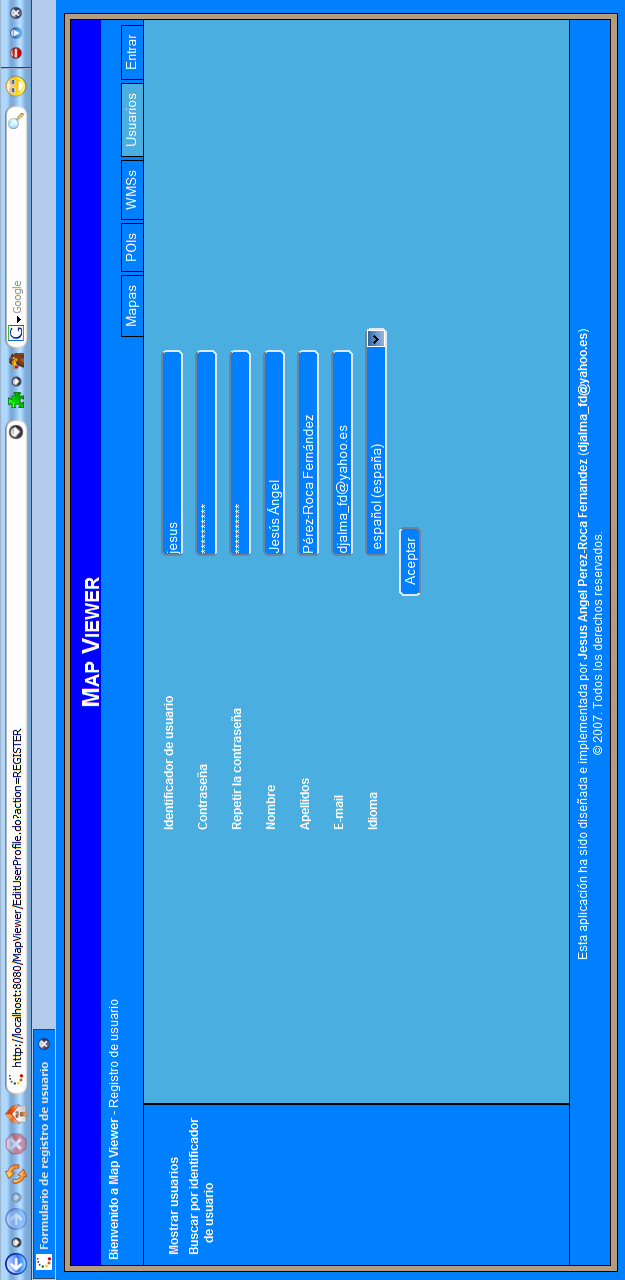 http://localhost:8080/MapViewer/EditUserProfile.do?action=REGISTER
G Google
Formulario de registro de usuario
MAP VIEWER
Bienvenido a Map Viewer - Registro de usuario
Mapas POIs WMSs Usuarios Entrar
Mostrar usuarios
Buscar por identificador
de usuario
Identificador de usuario jesus
Contraseña **********
Repetir la contraseña **********
Nombre Jesús Ángel
Apellidos Pérez-Roca Fernández
E-mail djalma_fd@yahoo.es
Idioma español (españa)
Aceptar
Esta aplicación ha sido diseñada e implementada por Jesus Angel Perez-Roca Fernandez (djalma_fd@yahoo.es)
© 2007. Todos los derechos reservados.